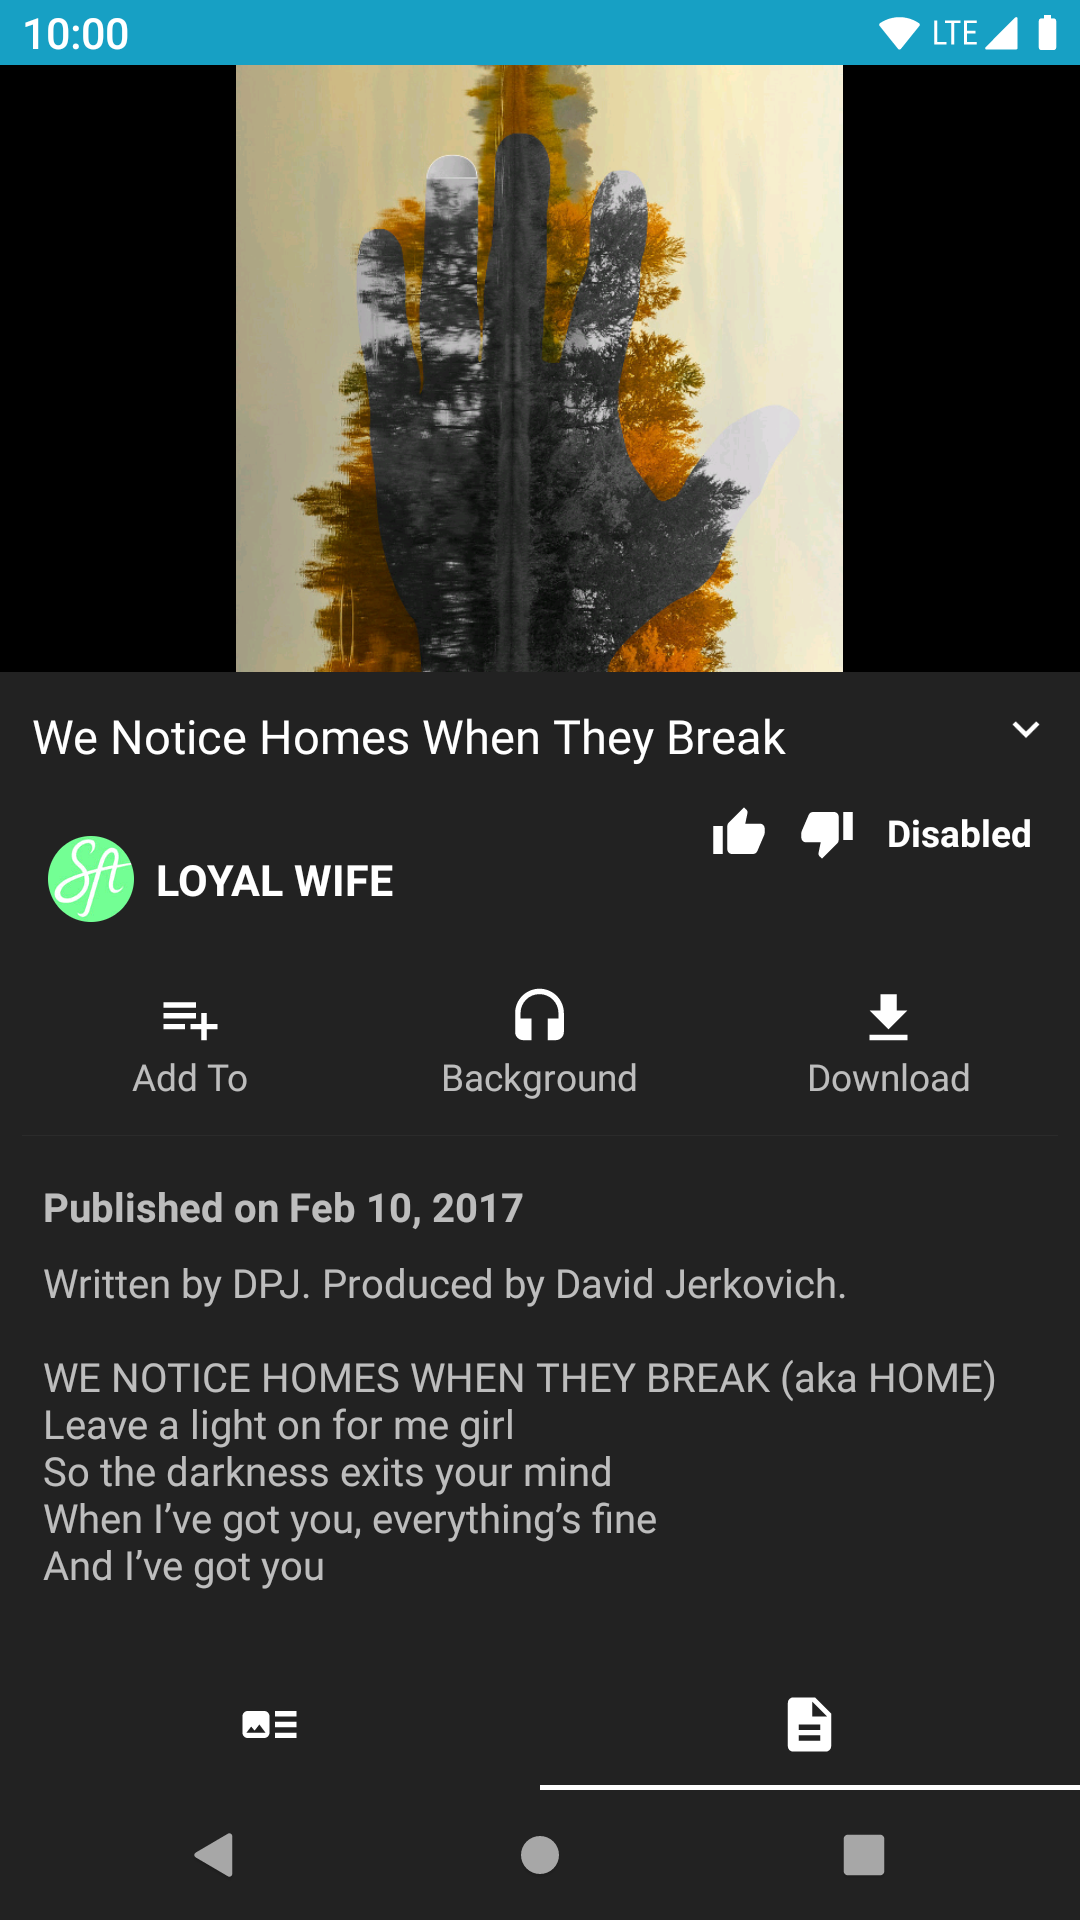 10:00
LTE
We Notice Homes When They Break
Disabled
SA
LOYAL WIFE
Add To
Background
Download
Published on Feb 10, 2017
Written by DPJ. Produced by David Jerkovich.
WE NOTICE HOMES WHEN THEY BREAK (aka HOME)
Leave a light on for me girl
So the darkness exits your mind
When I’ve got you, everything’s fine
And I’ve got you